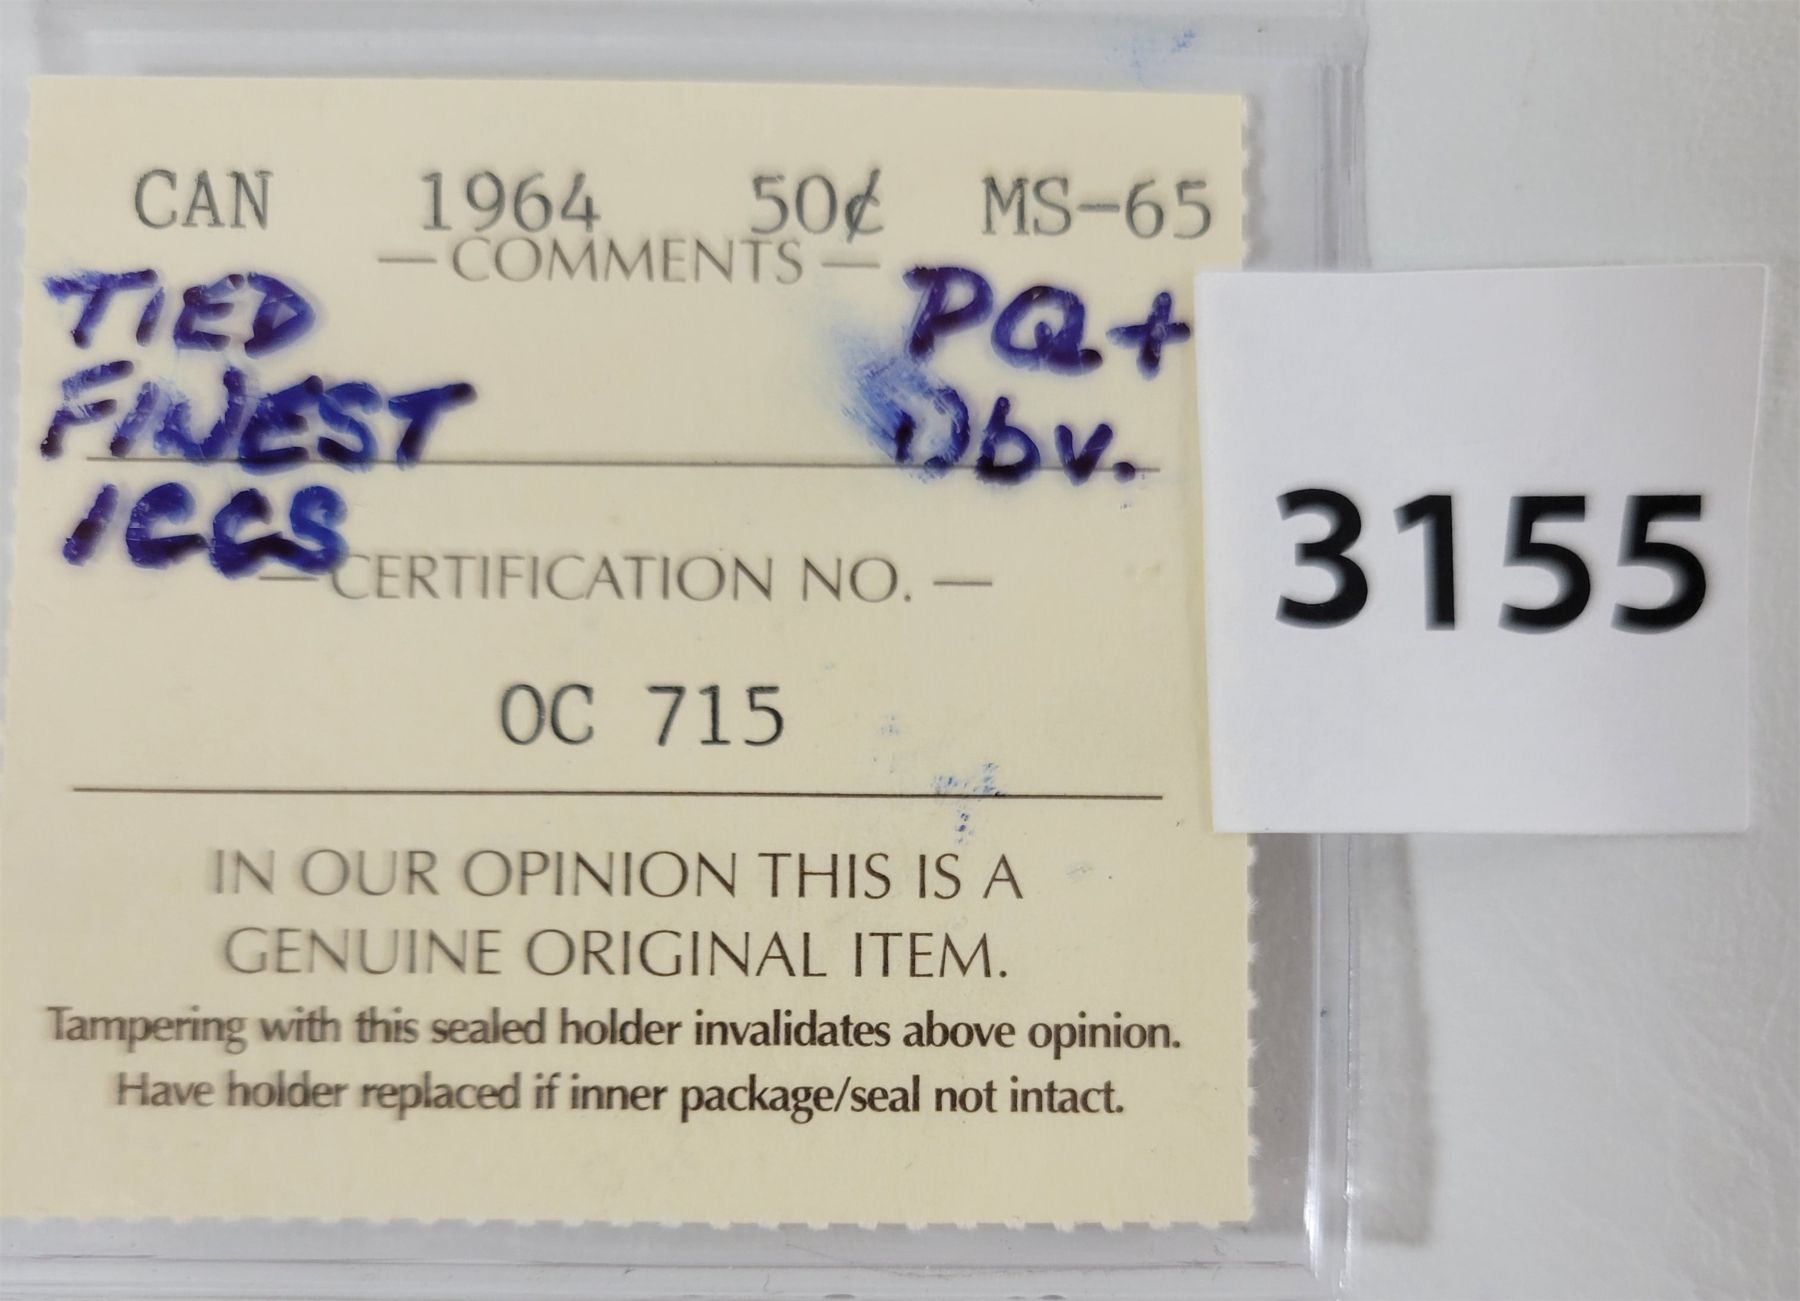 CAN 1964 50¢ MS-65
— COMMENTS —
TIED PQ+
FINEST Obv.
ICCS
— CERTIFICATION NO. —
OC 715
IN OUR OPINION THIS IS A
GENUINE ORIGINAL ITEM.
Tampering with this sealed holder invalidates above opinion.
Have holder replaced if inner package/seal not intact.
3155